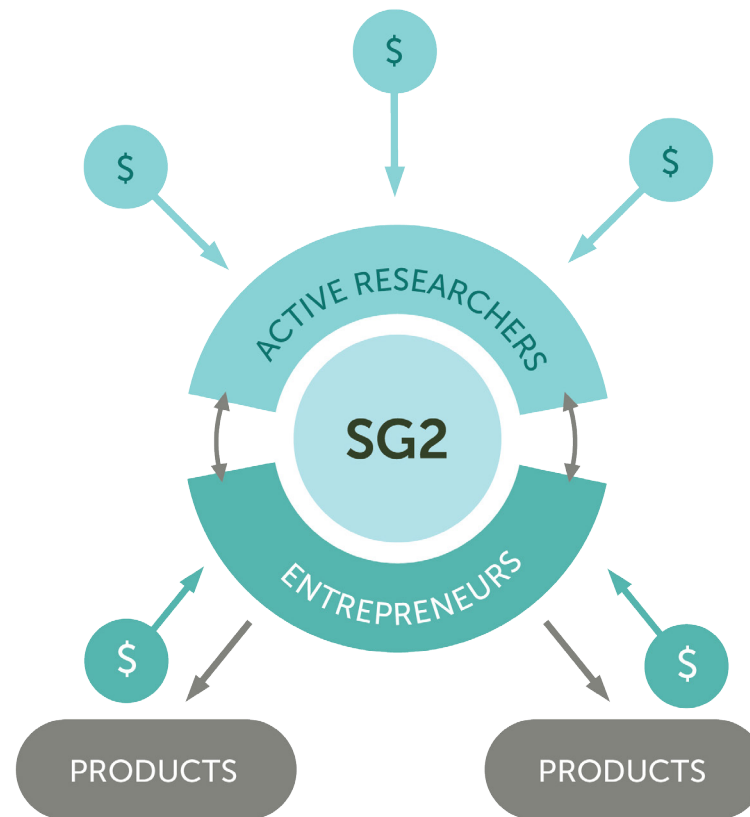 $
$
$
ACTIVE RESEARCHERS
SG2
ENTREPRENEURS
$
$
PRODUCTS
PRODUCTS